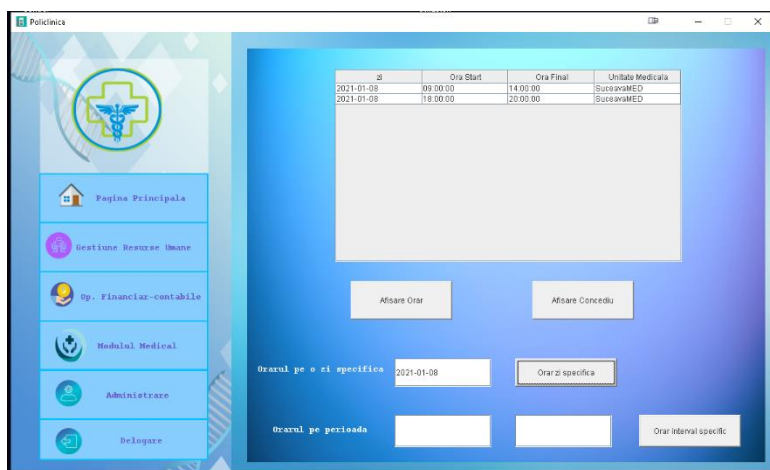 Policlinica
zi Ora Start Ora Final Unitate Medicala
2021-01-08 09:00:00 14:00:00 SuceavaMED
2021-01-08 18:00:00 20:00:00 SuceavaMED
Pagina Principala
Gestiune Resurse Umane
Op. Financiar-contabile
Modulul Medical
Administrare
Delogare
Afisare Orar
Afisare Concediu
Orarul pe o zi specifica
2021-01-08
Orar zi specifica
Orarul pe perioada
Orar interval specific